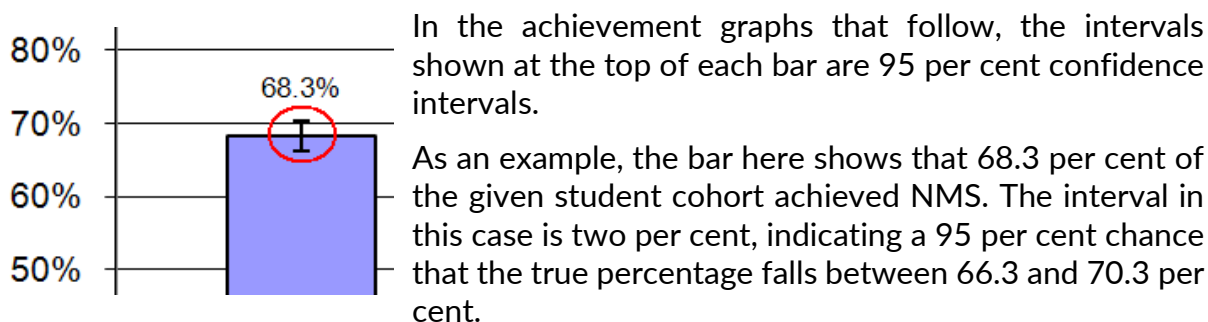 80%
70%
60%
50%
68.3%
In the achievement graphs that follow, the intervals
shown at the top of each bar are 95 per cent confidence
intervals.
As an example, the bar here shows that 68.3 per cent of
the given student cohort achieved NMS. The interval in
this case is two per cent, indicating a 95 per cent chance
that the true percentage falls between 66.3 and 70.3 per
cent.